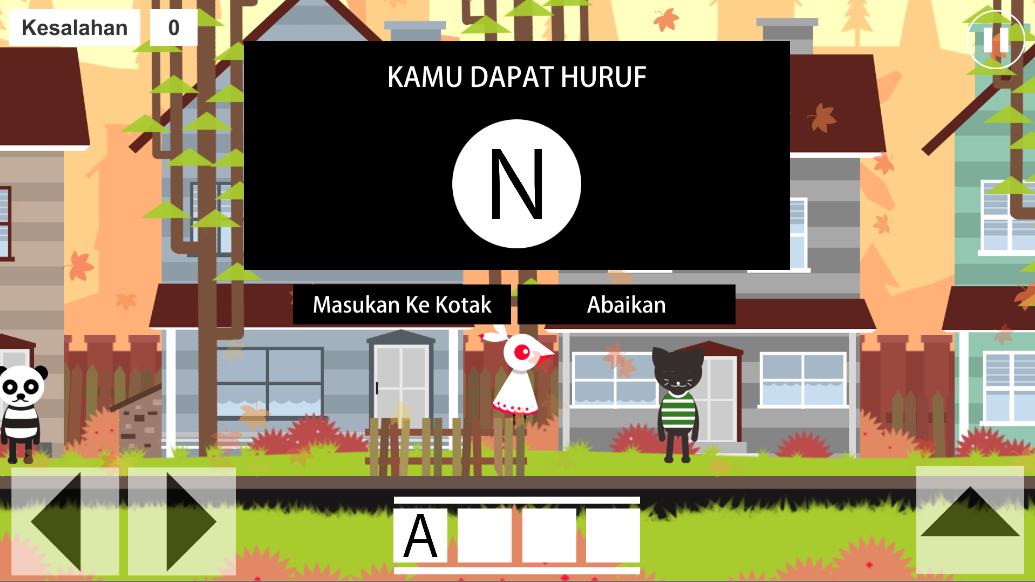 Kesalahan 0
KAMU DAPAT HURUF
N
Masukan Ke Kotak
Abaikan
A